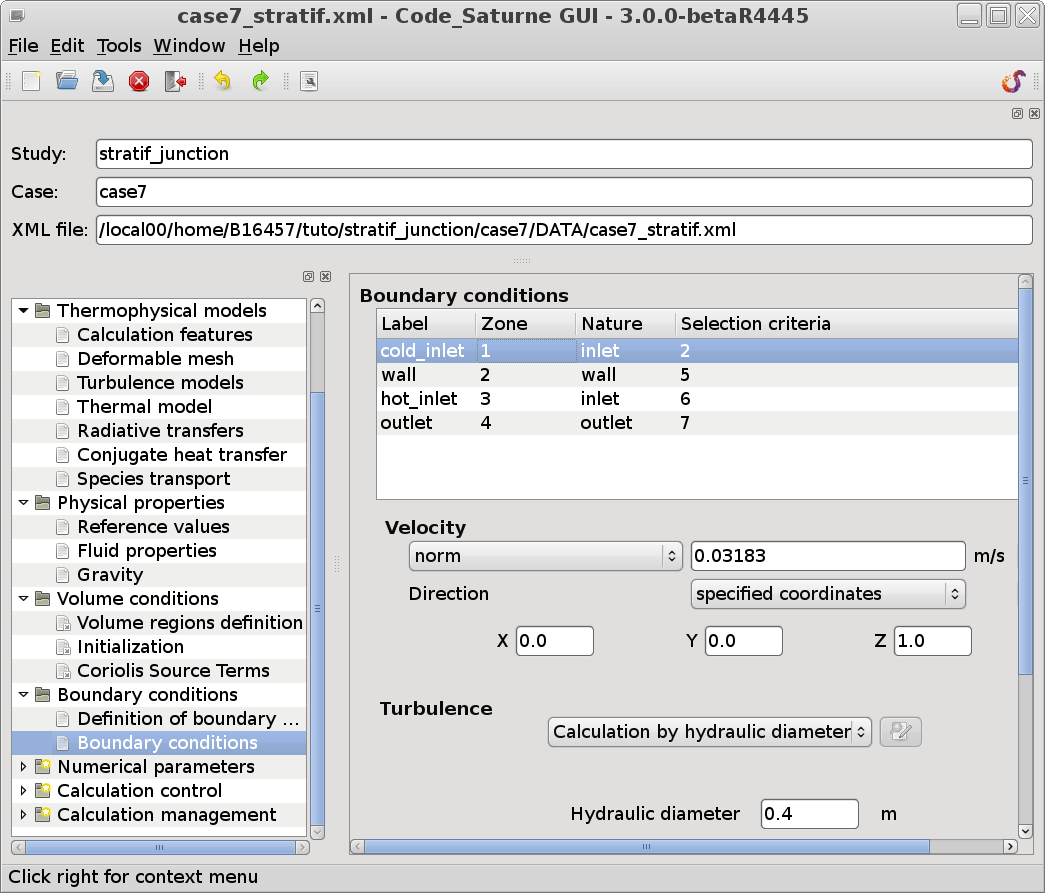 case7_stratif.xml - Code_Saturne GUI - 3.0.0-betaR4445
File Edit Tools Window Help
Study: stratif_junction
Case: case7
XML file: /local00/home/B16457/tuto/stratif_junction/case7/DATA/case7_stratif.xml
Thermophysical models
Calculation features
Deformable mesh
Turbulence models
Thermal model
Radiative transfers
Conjugate heat transfer
Species transport
Physical properties
Reference values
Fluid properties
Gravity
Volume conditions
Volume regions definition
Initialization
Coriolis Source Terms
Boundary conditions
Definition of boundary ...
Boundary conditions
Numerical parameters
Calculation control
Calculation management
Boundary conditions
Label Zone Nature Selection criteria
cold_inlet 1 inlet 2
wall 2 wall 5
hot_inlet 3 inlet 6
outlet 4 outlet 7
Velocity
norm 0.03183 m/s
Direction specified coordinates
X 0.0 Y 0.0 Z 1.0
Turbulence
Calculation by hydraulic diameter
Hydraulic diameter 0.4 m
Click right for context menu